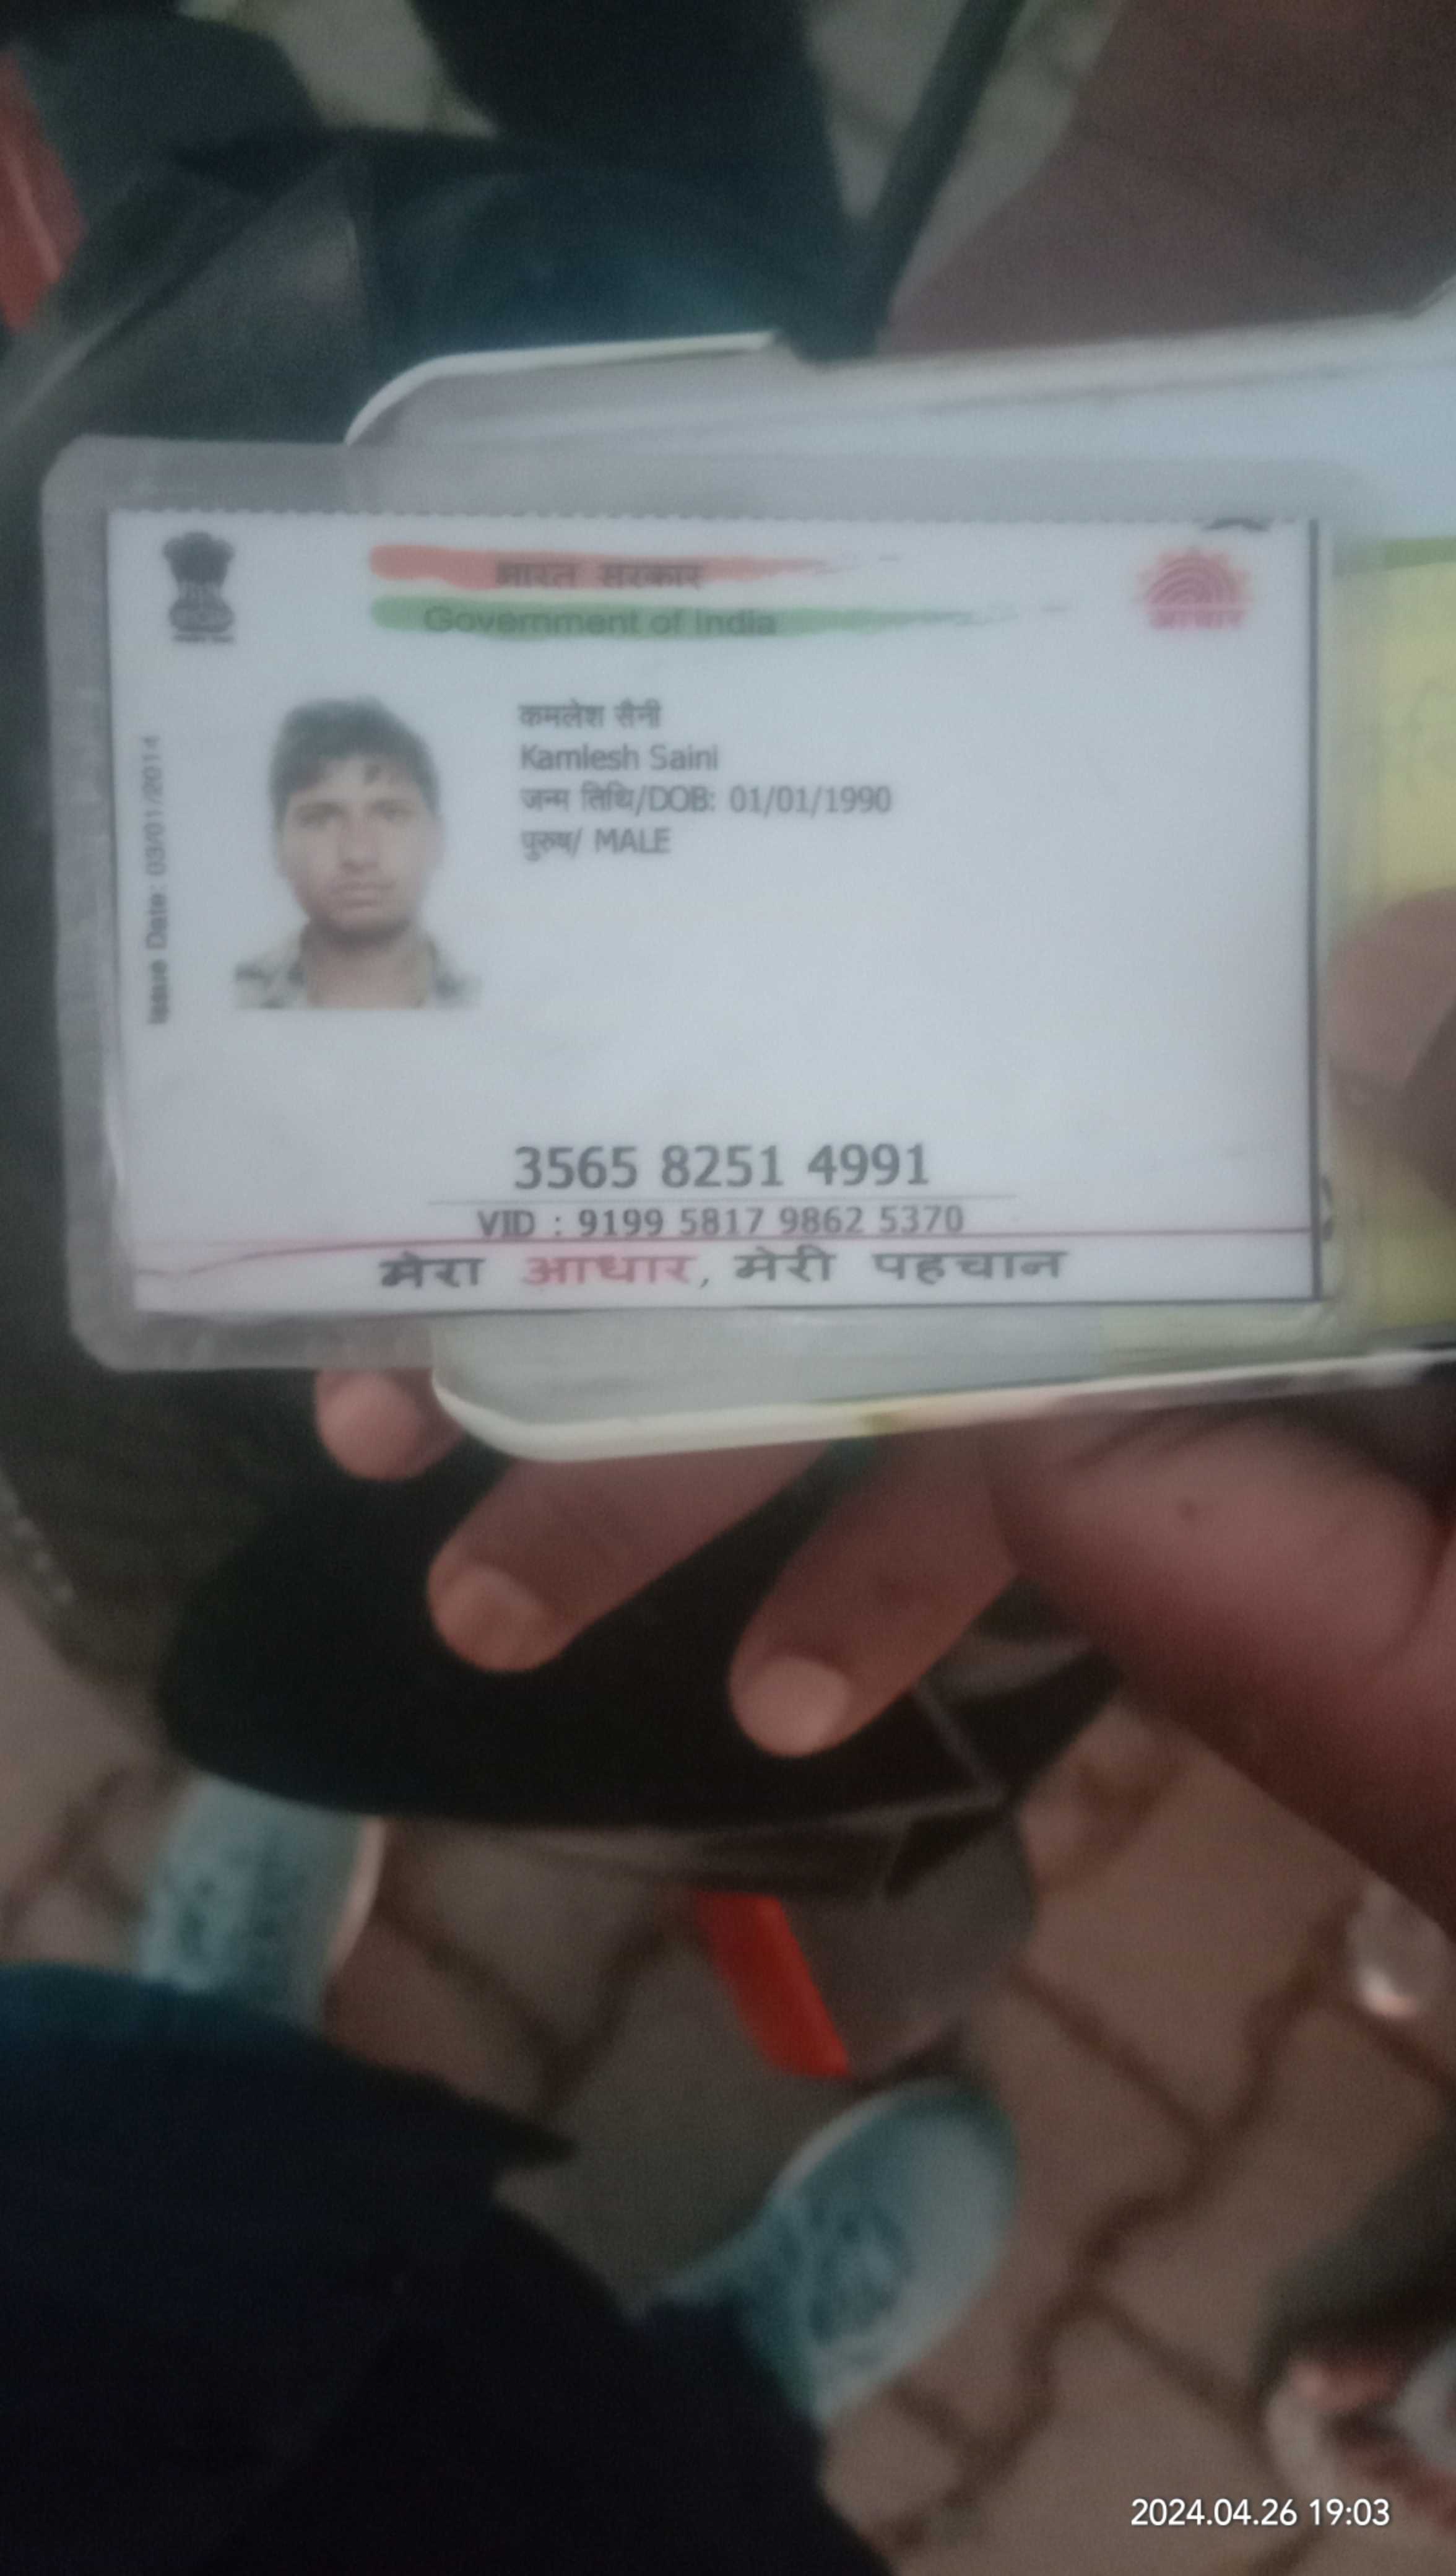 भारत सरकार
Government of India
Issue Date: 03/01/2014
कमलेश सैनी
Kamlesh Saini
जन्म तिथि/DOB: 01/01/1990
पुरुष/ MALE
3565 8251 4991
VID : 9199 5817 9862 5370
मेरा आधार, मेरी पहचान
आधार
2024.04.26 19:03